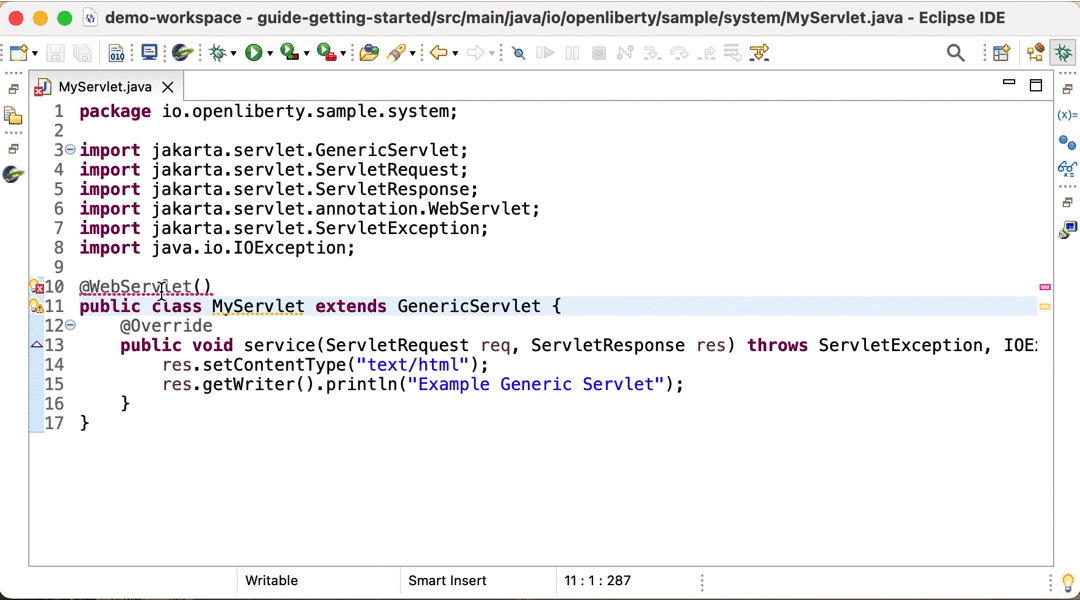 demo-workspace - guide-getting-started/src/main/java/io/openliberty/sample/system/MyServlet.java - Eclipse IDE
010
MyServlet.java
(x)=
1 package io.openliberty.sample.system;
2
3 import jakarta.servlet.GenericServlet;
4 import jakarta.servlet.ServletRequest;
5 import jakarta.servlet.ServletResponse;
6 import jakarta.servlet.annotation.WebServlet;
7 import jakarta.servlet.ServletException;
8 import java.io.IOException;
9
10 @WebServlet()
11 public class MyServlet extends GenericServlet {
12 @Override
13 public void service(ServletRequest req, ServletResponse res) throws ServletException, IOE
14 res.setContentType("text/html");
15 res.getWriter().println("Example Generic Servlet");
16 }
17 }
Writable Smart Insert 11 : 1 : 287